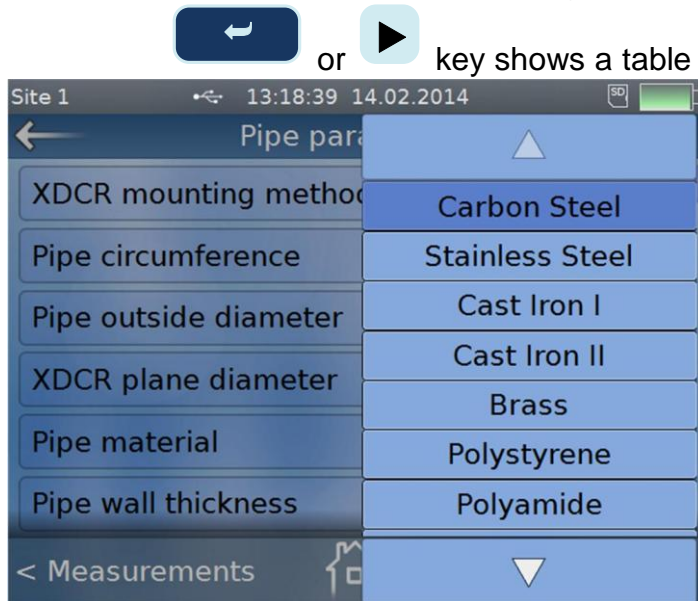 or key shows a table
Site 1 13:18:39 14.02.2014 SD
Pipe para
XDCR mounting method
Pipe circumference
Pipe outside diameter
XDCR plane diameter
Pipe material
Pipe wall thickness
< Measurements
Carbon Steel
Stainless Steel
Cast Iron I
Cast Iron II
Brass
Polystyrene
Polyamide